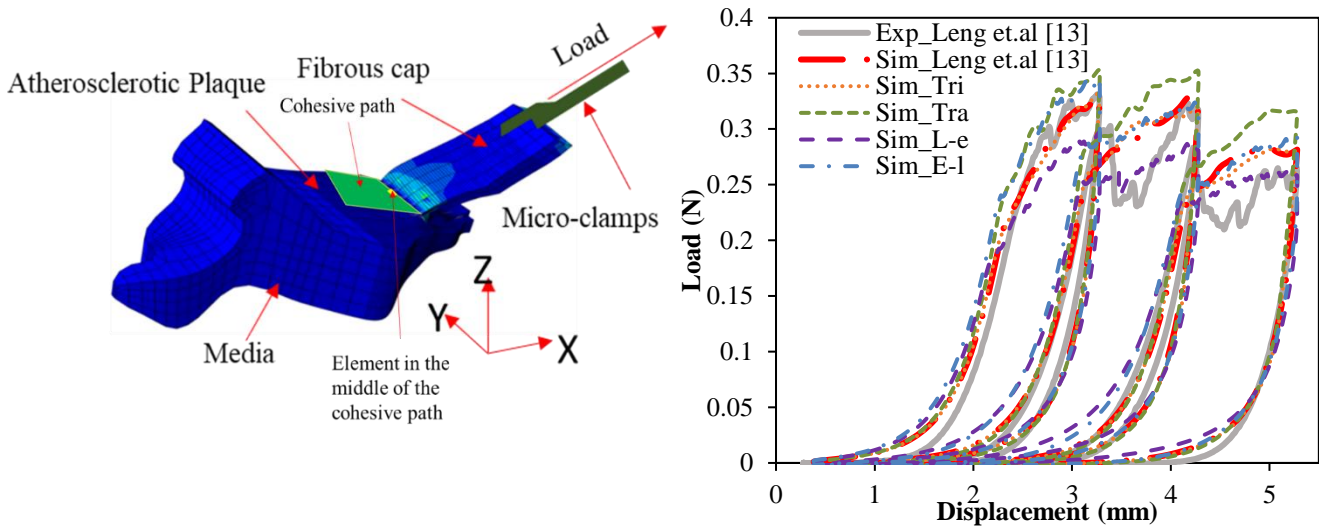 Load
Fibrous cap
Atherosclerotic Plaque
Cohesive path
Micro-clamps
Z
Y
X
Media
Element in the
middle of the
cohesive path
0.4
0.35
0.3
0.25
0.2
0.15
0.1
0.05
0
Load (N)
Exp_Leng et.al [13]
Sim_Leng et.al [13]
Sim_Tri
Sim_Tra
Sim_L-e
Sim_E-l
0 1 2 3 4 5
Displacement (mm)